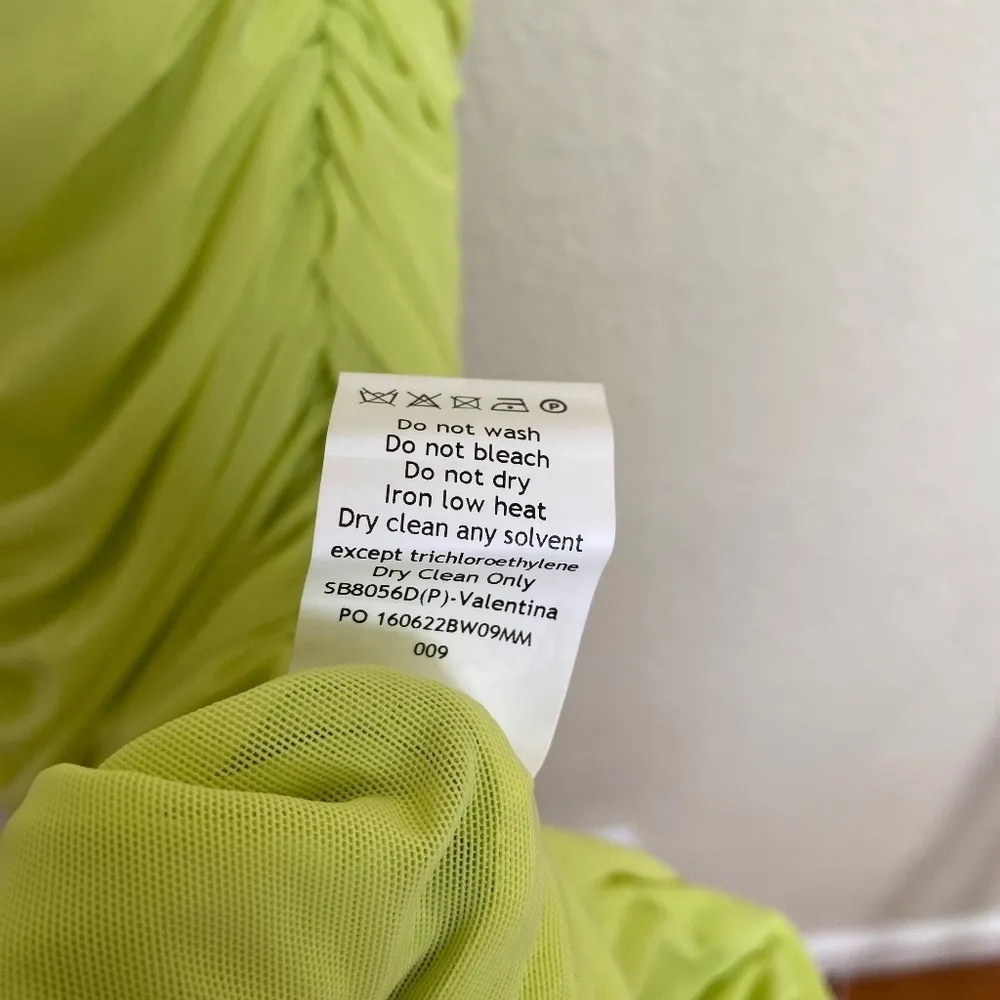 P
Do not wash
Do not bleach
Do not dry
Iron low heat
Dry clean any solvent
except trichloroethylene
Dry Clean Only
SB8056D(P)-Valentina
PO 160622BW09MM
009